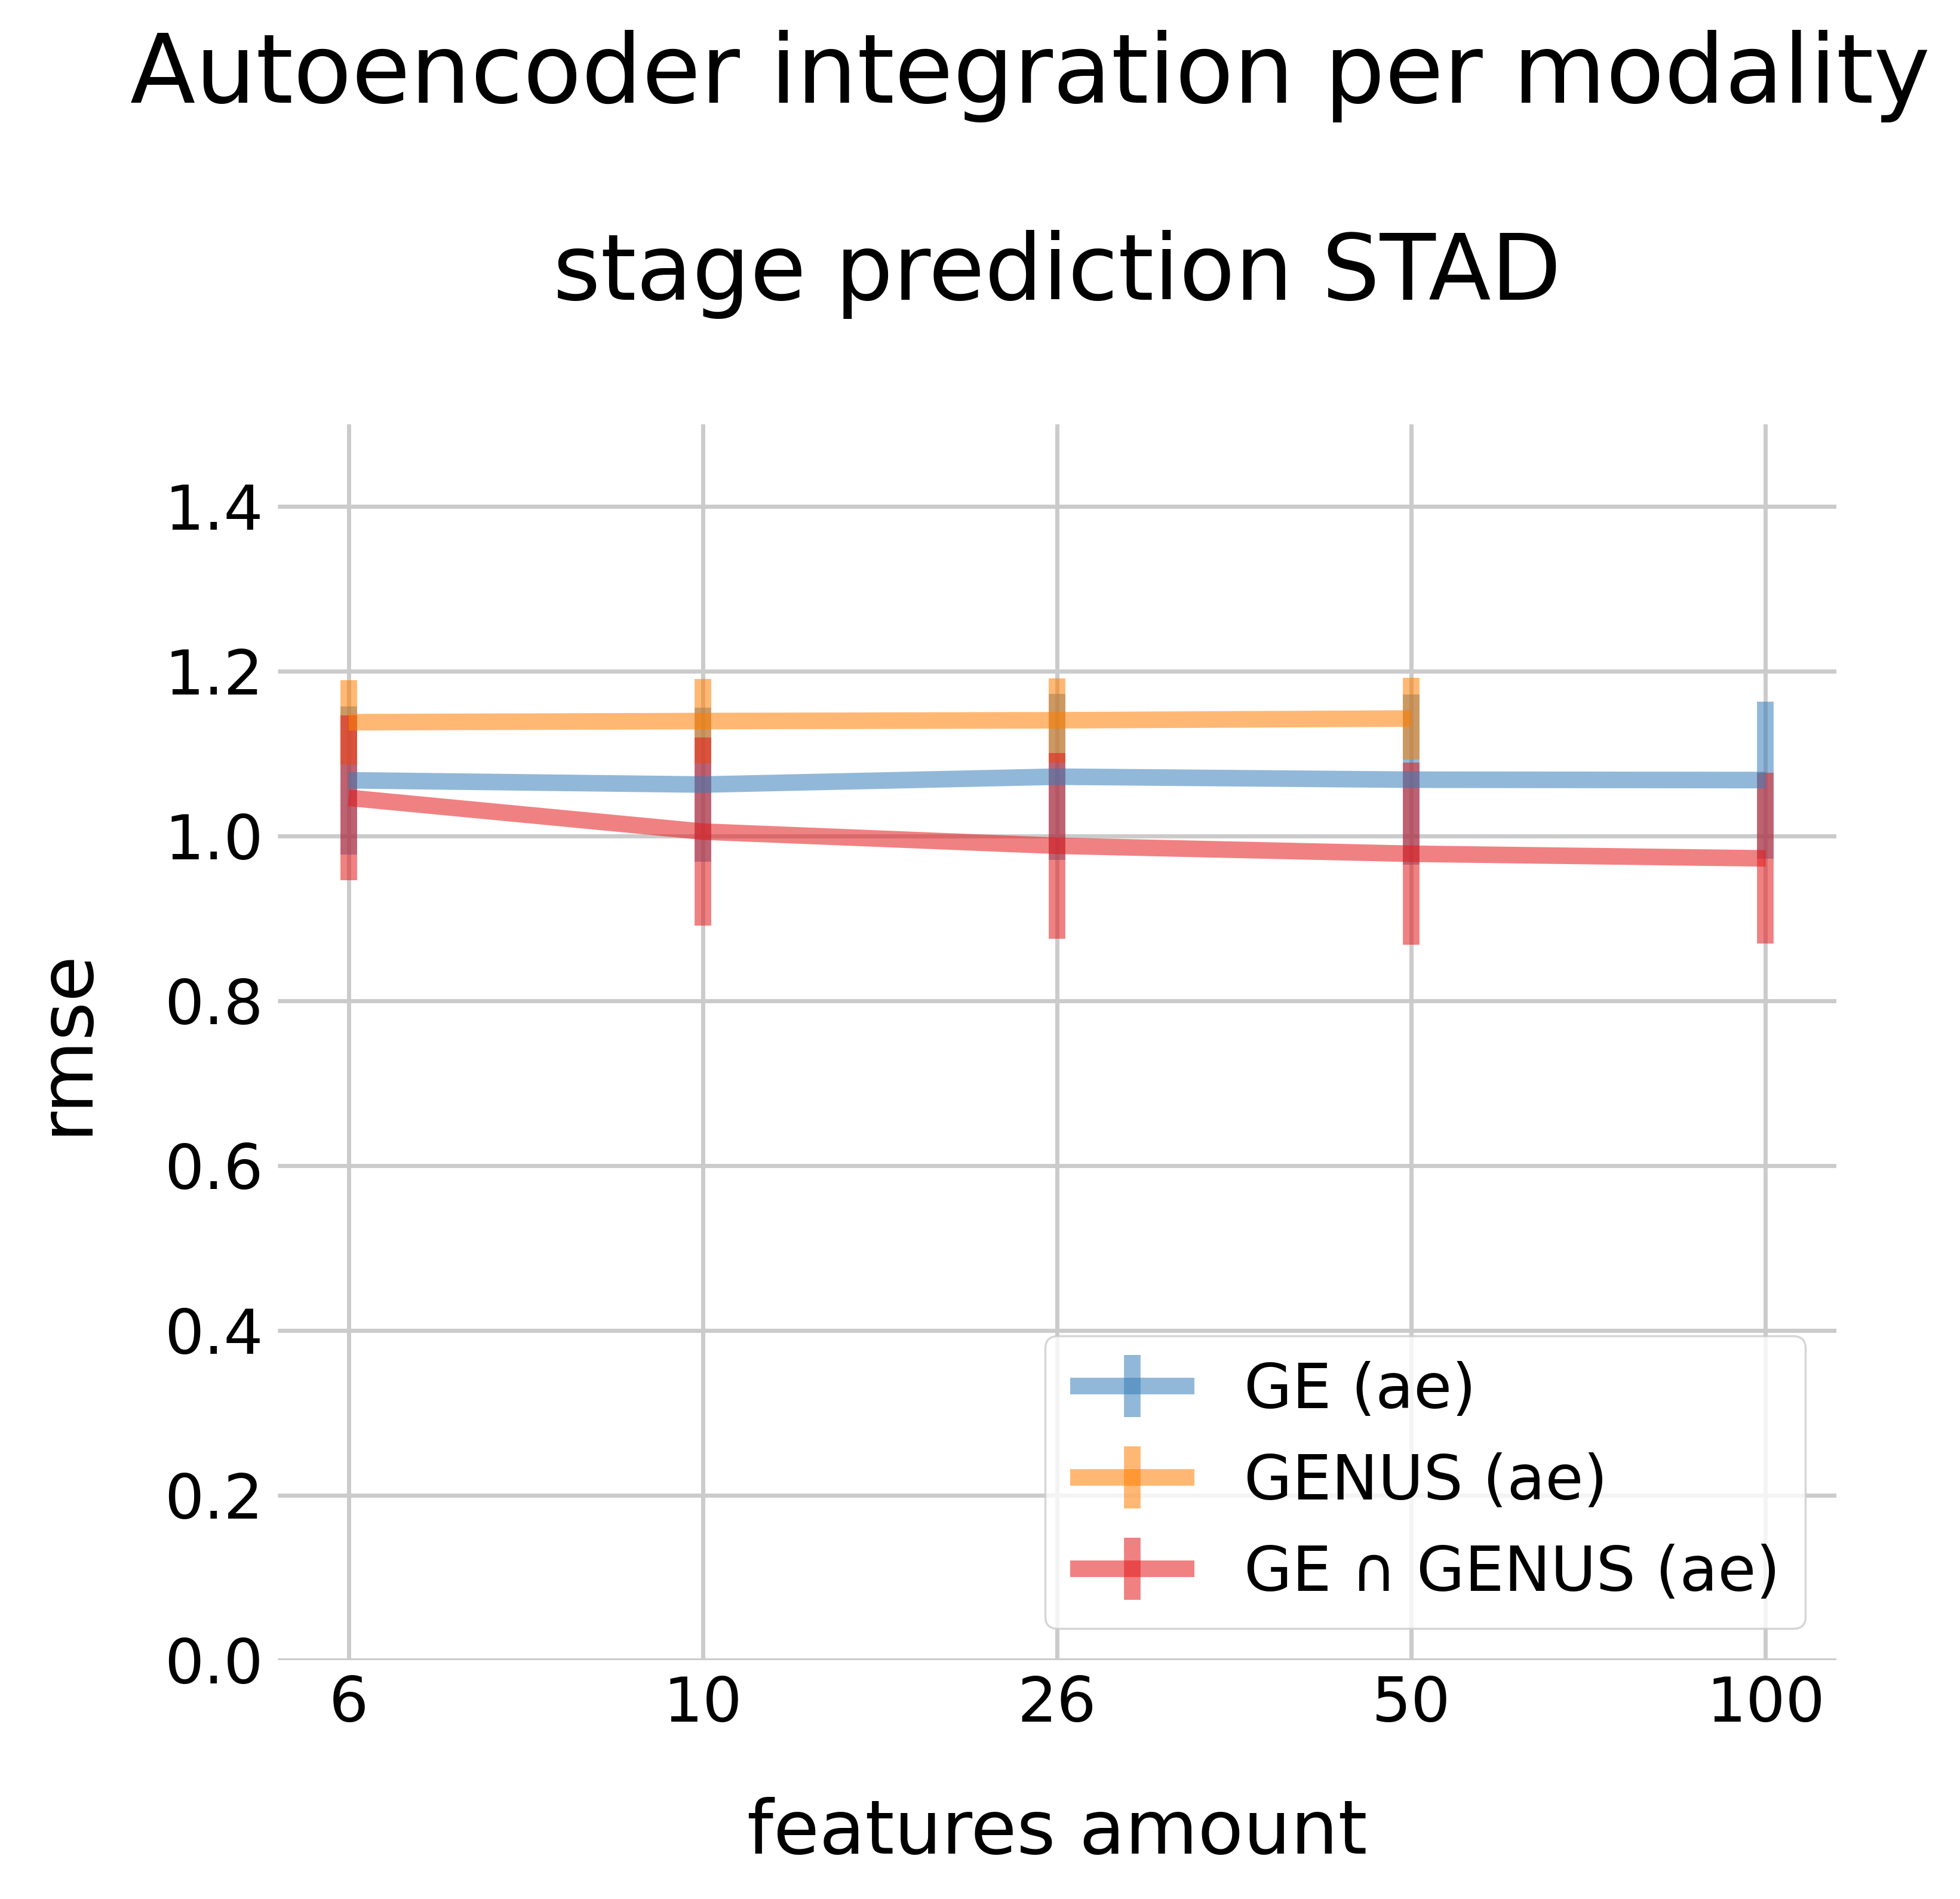 Autoencoder integration per modality
stage prediction STAD
1.4
1.2
1.0
0.8
0.6
0.4
0.2
0.0
rmse
GE (ae)
GENUS (ae)
GE ∩ GENUS (ae)
6 10 26 50 100
features amount